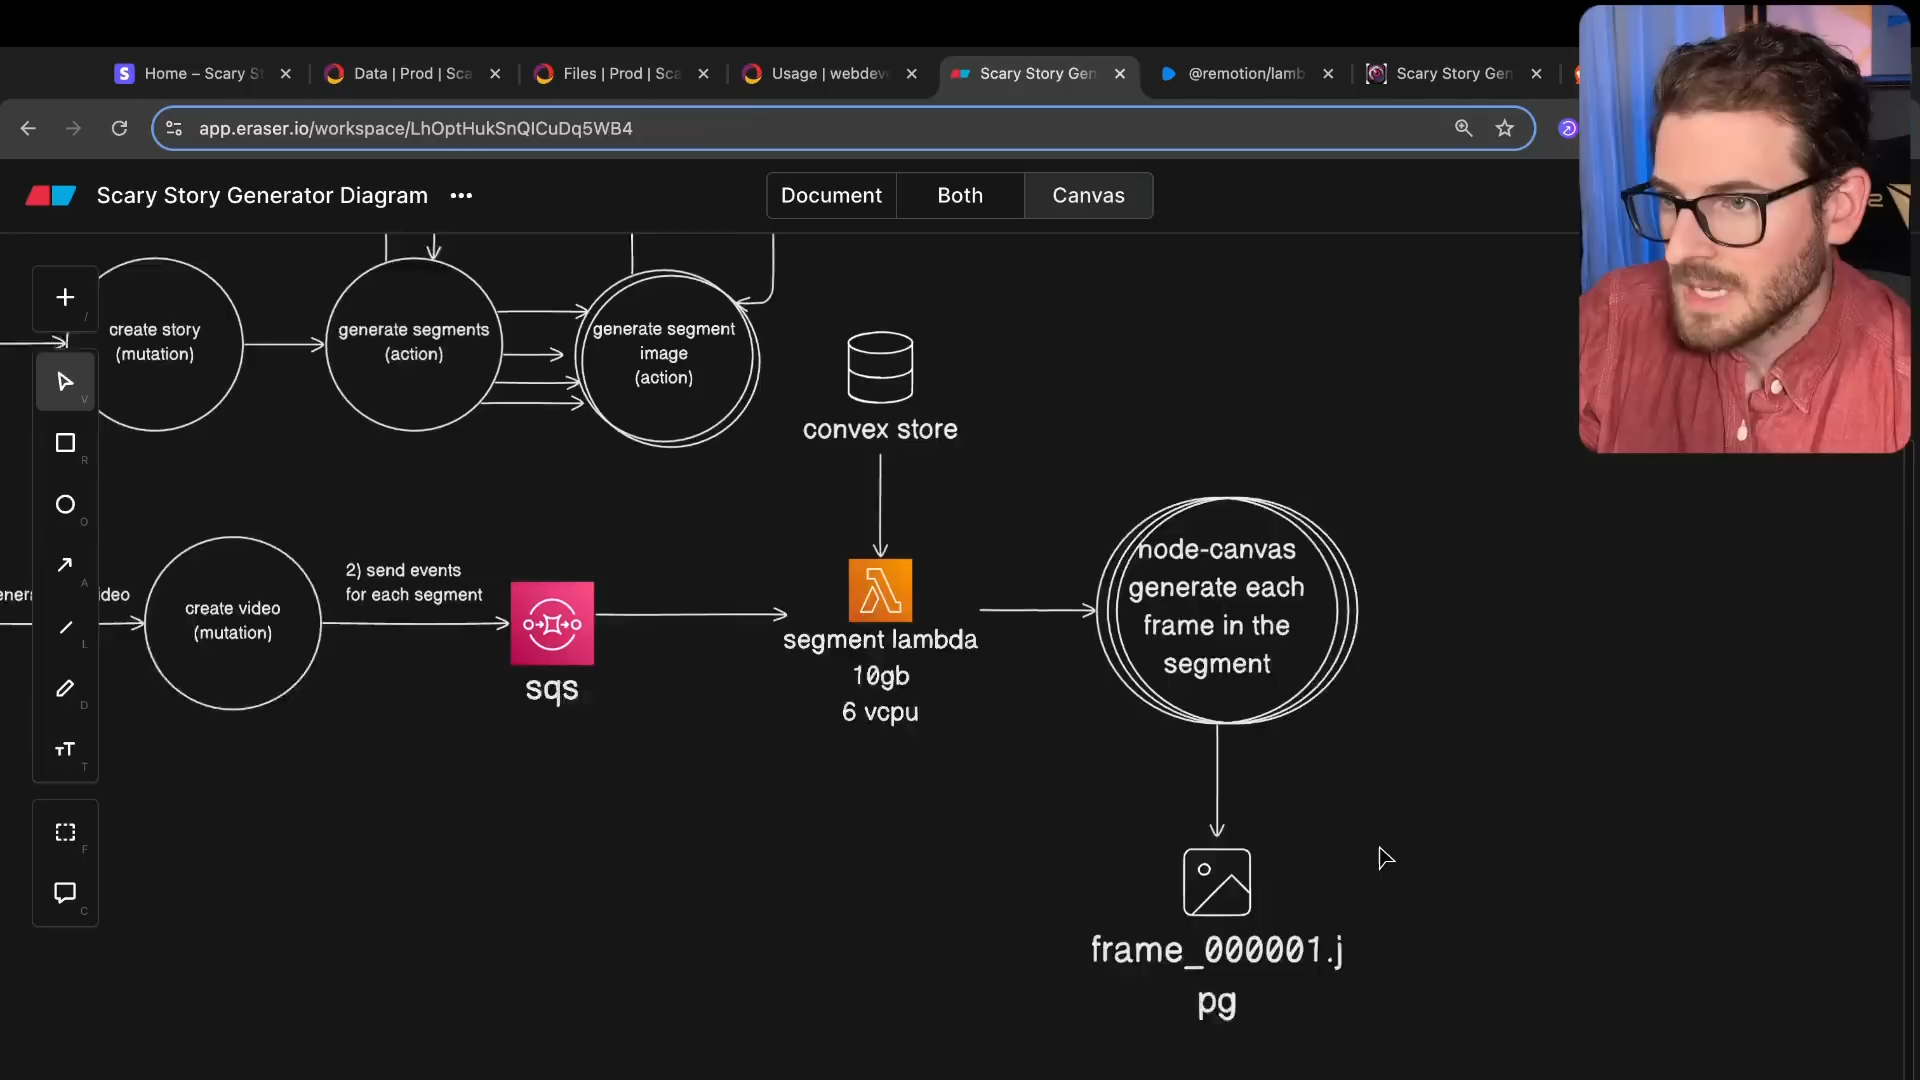 Home – Scary S
Data | Prod | Sca
Files | Prod | Sca
Usage | webdeve
Scary Story Gen
@remotion/lamb
Scary Story Gen
app.eraser.io/workspace/LhOptHukSnQICuDq5WB4
Scary Story Generator Diagram
Document
Both
Canvas
create story
(mutation)
generate segments
(action)
generate segment
image
(action)
convex store
create video
(mutation)
2) send events
for each segment
sqs
segment lambda
10gb
6 vcpu
node-canvas
generate each
frame in the
segment
frame_000001.j
pg
/
V
R
O
A
L
D
T
F
C